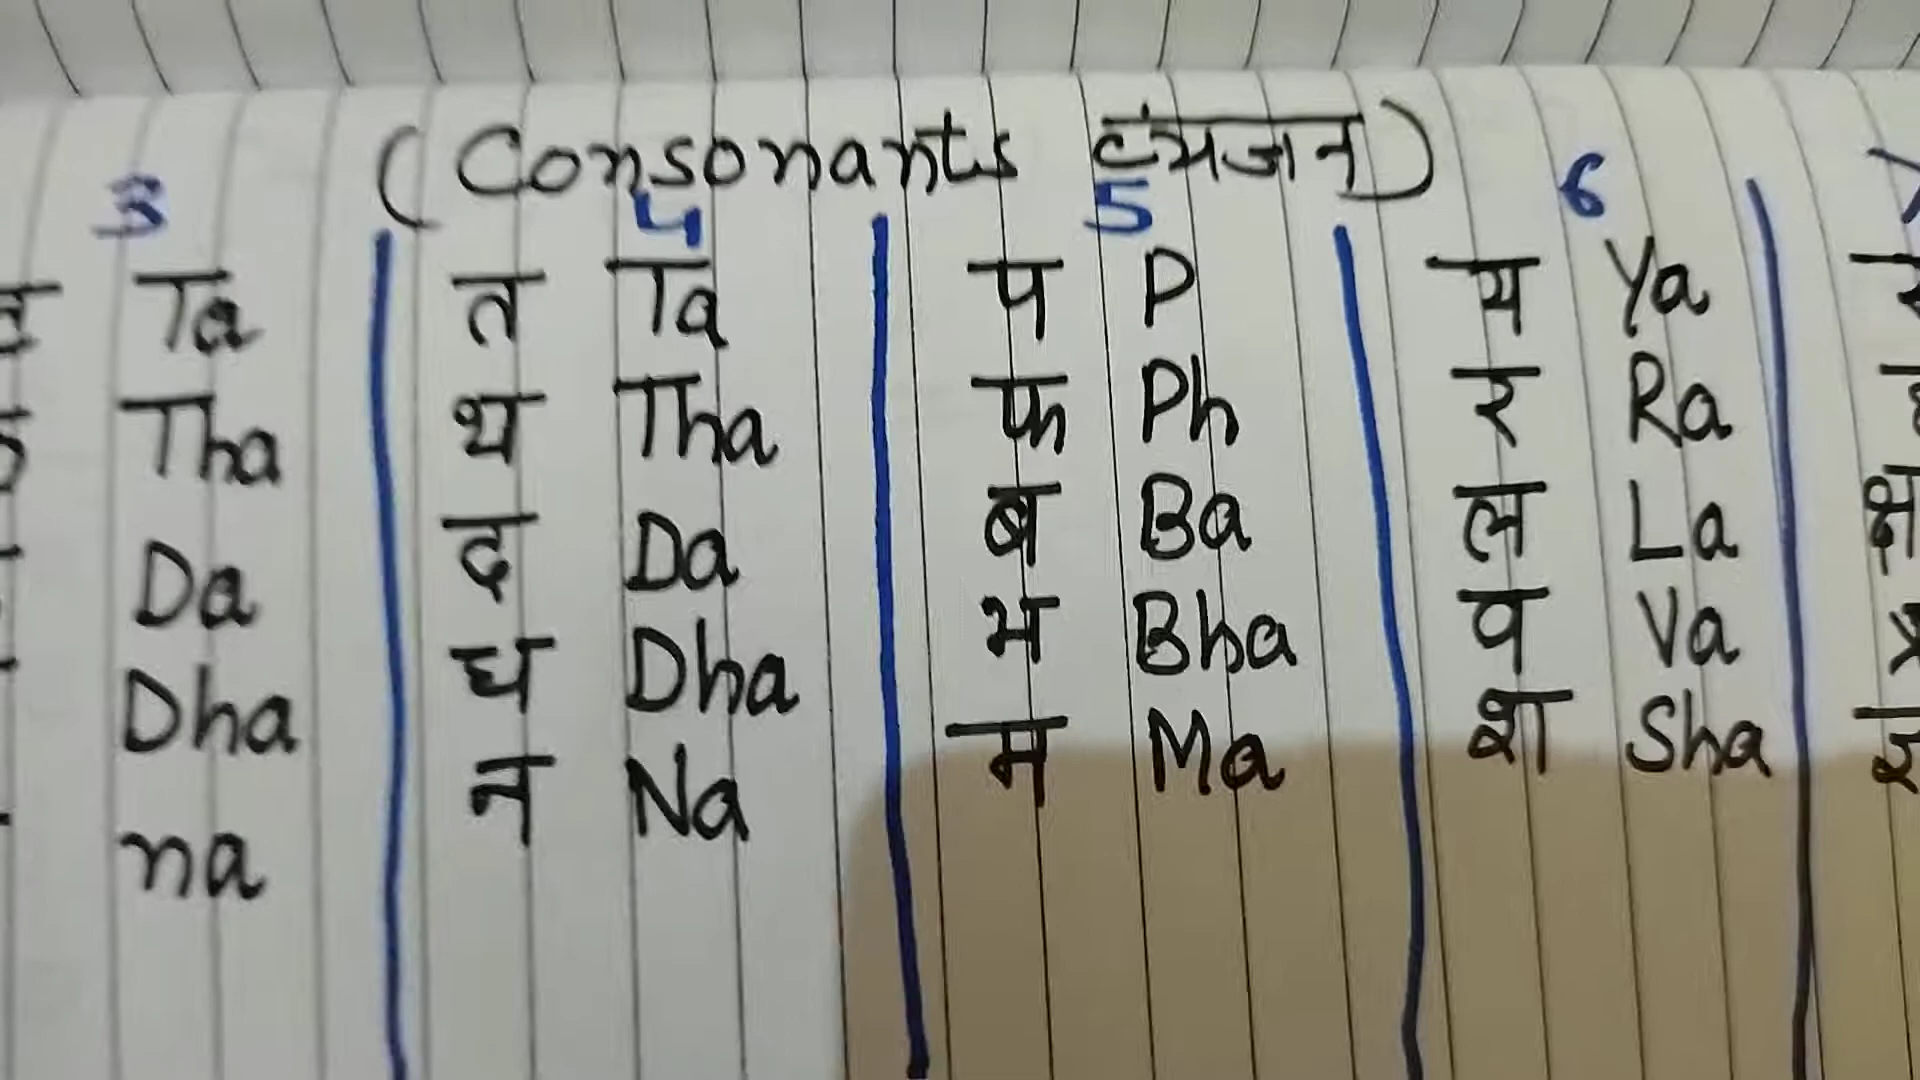 (Consonants व्यंजन)
3 4 5 6
Ta त Ta प P य Ya
Tha थ Tha फ Ph र Ra
Da द Da ब Ba ल La
Dha ध Dha भ Bha व Va
na न Na म Ma श Sha